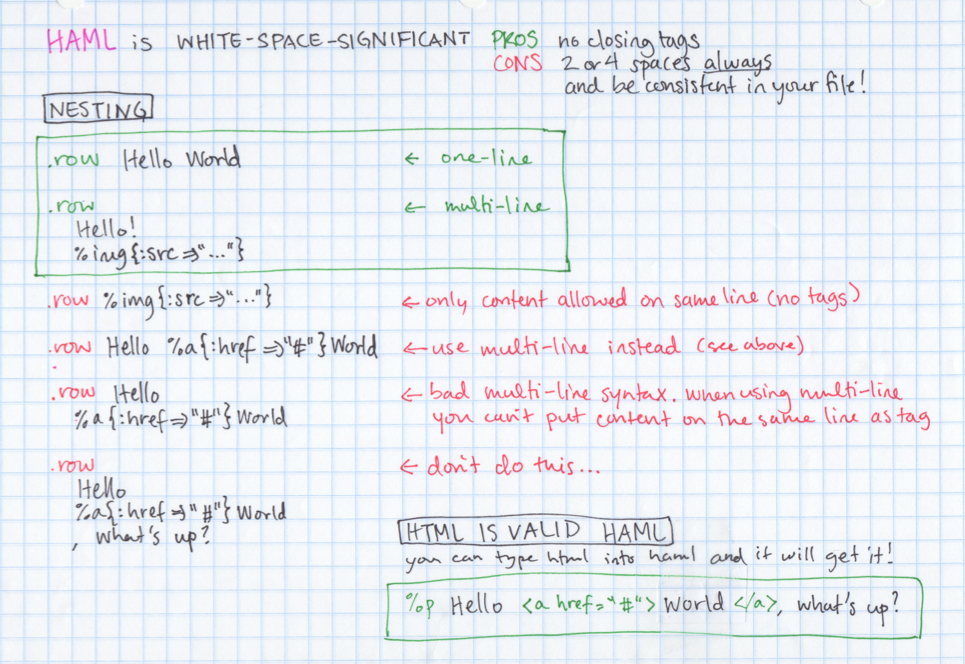 HAML is WHITE-SPACE-SIGNIFICANT PROS no closing tags
CONS 2 or 4 spaces always
and be consistent in your file!
NESTING
.row Hello World ← one-line
.row ← multi-line
Hello!
%img{:src=>"..."}
.row %img{:src=>"..."} ← only content allowed on same line (no tags)
.row Hello %a{:href=>"#"}World ← use multi-line instead (see above)
.row Hello ← bad multi-line syntax. when using multi-line
%a{:href=>"#"}World you can't put content on the same line as tag
.row ← don't do this...
Hello
%a{:href=>"#"}World
, what's up?
HTML IS VALID HAML
you can type html into haml and it will get it!
%p Hello <a href="#"> World </a>, what's up?